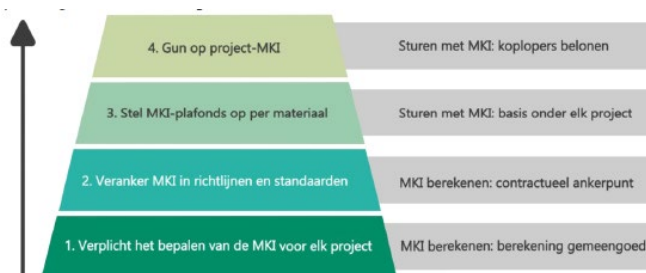 4. Gun op project-MKI
Sturen met MKI: koplopers belonen
3. Stel MKI-plafonds op per materiaal
Sturen met MKI: basis onder elk project
2. Veranker MKI in richtlijnen en standaarden
MKI berekenen: contractueel ankerpunt
1. Verplicht het bepalen van de MKI voor elk project
MKI berekenen: berekening gemeengoed